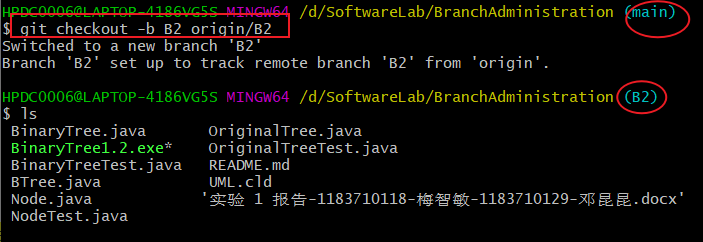 HPDC0006@LAPTOP-4186VG5S MINGW64 /d/SoftwareLab/BranchAdministration (main)
$ git checkout -b B2 origin/B2
Switched to a new branch 'B2'
Branch 'B2' set up to track remote branch 'B2' from 'origin'.
HPDC0006@LAPTOP-4186VG5S MINGW64 /d/SoftwareLab/BranchAdministration (B2)
$ ls
BinaryTree.java OriginalTree.java
BinaryTree1.2.exe* OriginalTreeTest.java
BinaryTreeTest.java README.md
BTree.java UML.cld
Node.java '实验 1 报告-1183710118-梅智敏-1183710129-邓昆昆.docx'
NodeTest.java